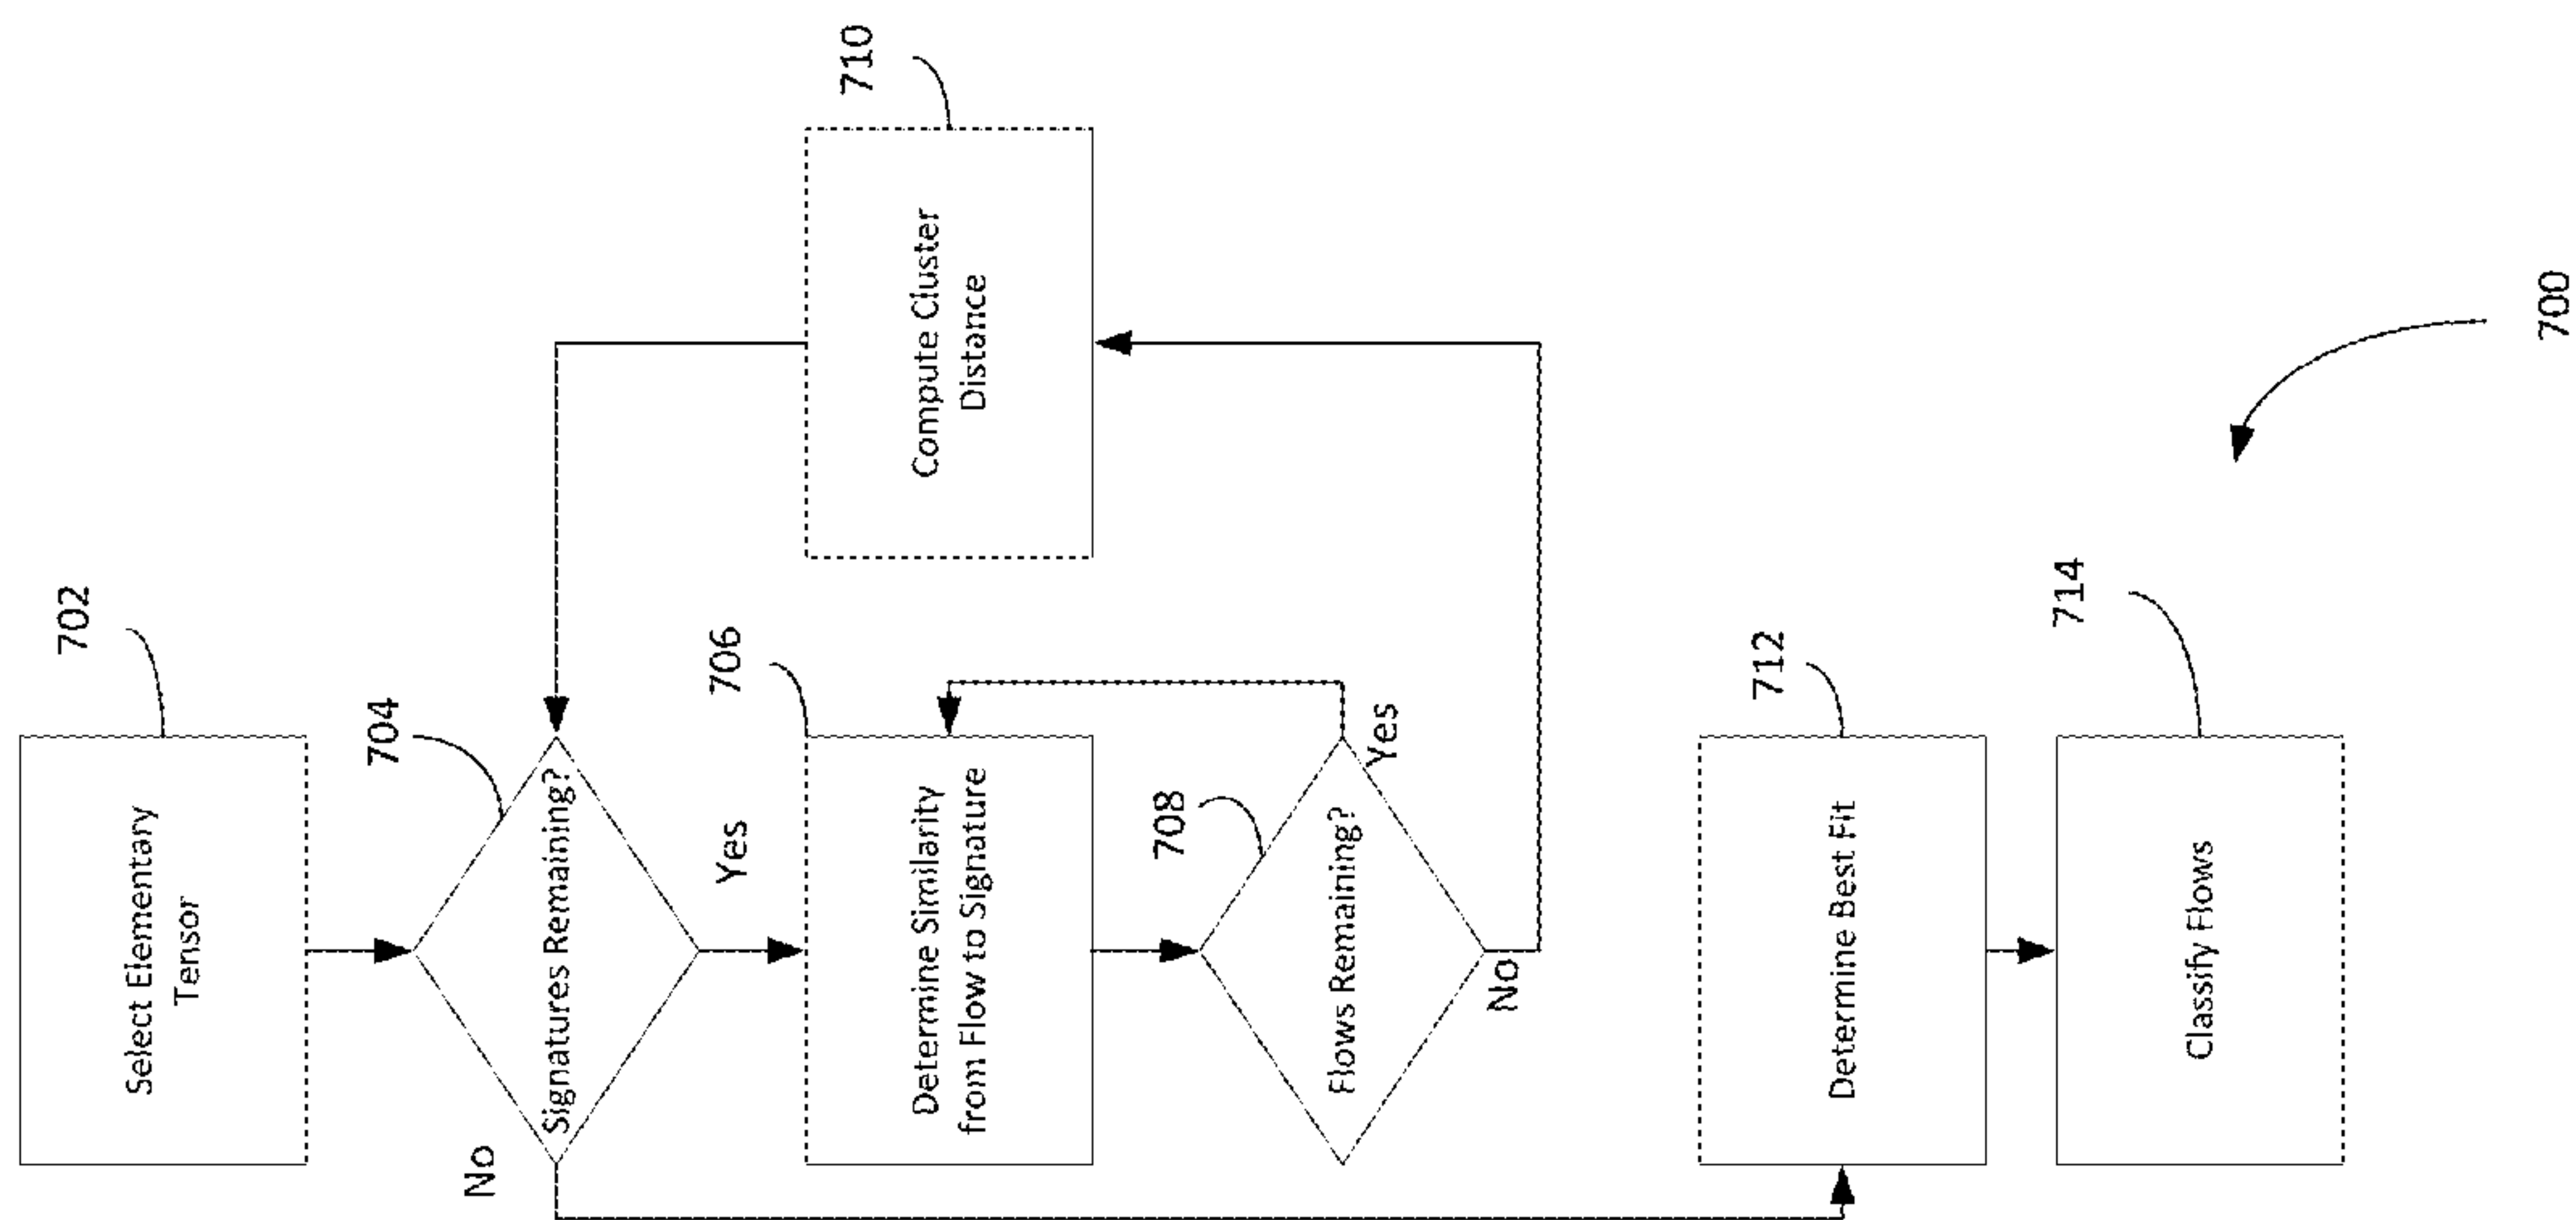 702
Select Elementary
Tensor
704
Signatures Remaining?
No
Yes
706
Determine Similarity
from Flow to Signature
708
Flows Remaining?
Yes
No
710
Compute Cluster
Distance
712
Determine Best Fit
714
Classify Flows
700